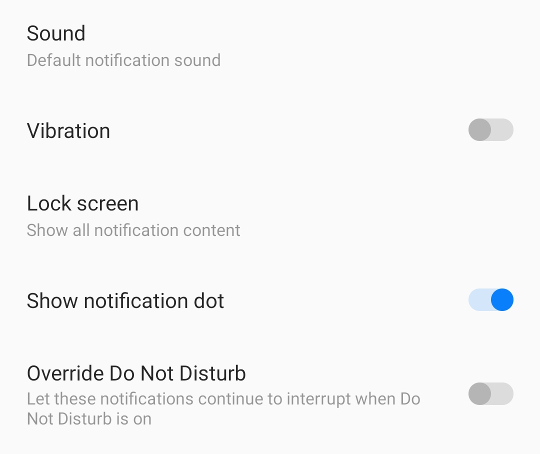 Sound
Default notification sound
Vibration
Lock screen
Show all notification content
Show notification dot
Override Do Not Disturb
Let these notifications continue to interrupt when Do
Not Disturb is on